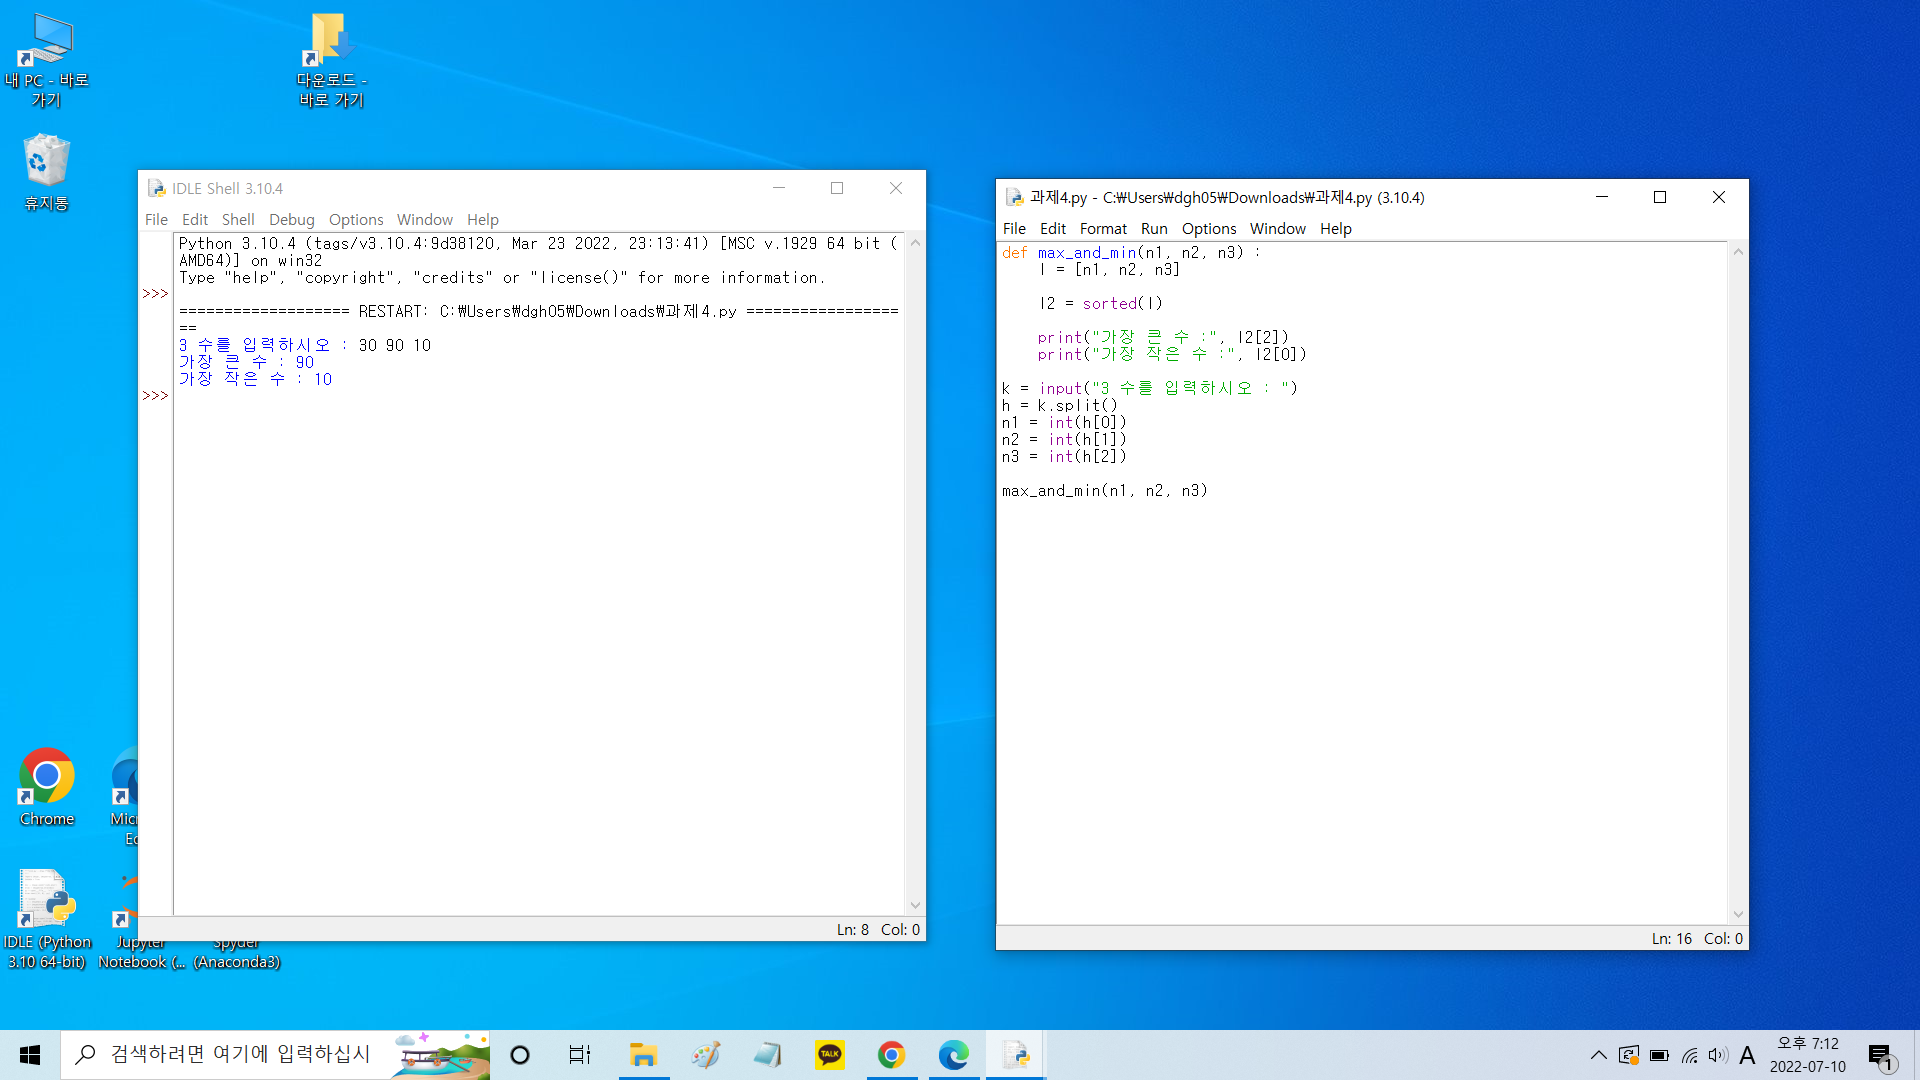 내 PC - 바로
가기
다운로드 -
바로 가기
휴지통
IDLE Shell 3.10.4
File Edit Shell Debug Options Window Help
Python 3.10.4 (tags/v3.10.4:9d38120, Mar 23 2022, 23:13:41) [MSC v.1929 64 bit (
AMD64)] on win32
Type "help", "copyright", "credits" or "license()" for more information.
>>>
=================== RESTART: C:₩Users₩dgh05₩Downloads₩과제4.py =================
==
3 수를 입력하시오 : 30 90 10
가장 큰 수 : 90
가장 작은 수 : 10
>>>
Ln: 8 Col: 0
과제4.py - C:₩Users₩dgh05₩Downloads₩과제4.py (3.10.4)
File Edit Format Run Options Window Help
def max_and_min(n1, n2, n3) :
    l = [n1, n2, n3]
    l2 = sorted(l)
    print("가장 큰 수 :", l2[2])
    print("가장 작은 수 :", l2[0])
k = input("3 수를 입력하시오 : ")
h = k.split()
n1 = int(h[0])
n2 = int(h[1])
n3 = int(h[2])
max_and_min(n1, n2, n3)
Ln: 16 Col: 0
Chrome
IDLE (Python
3.10 64-bit)
Jupyter
Notebook (...
Spyder
(Anaconda3)
검색하려면 여기에 입력하십시
TALK
A
오후 7:12
2022-07-10
1